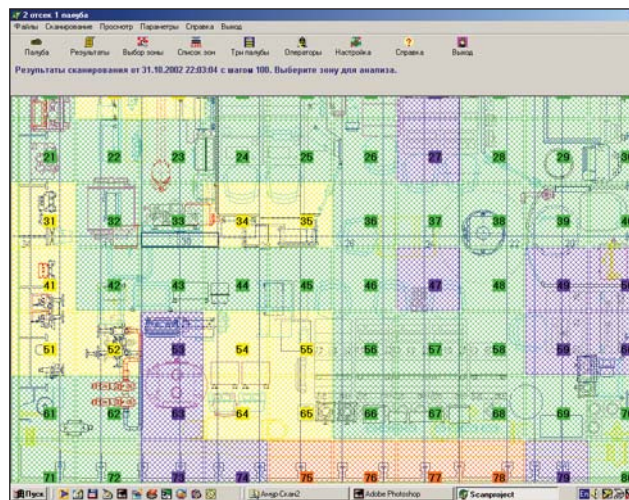 2 отсек 1 палуба
Файлы Сканирование Просмотр Параметры Справка Выход
Палуба Результаты Выбор зоны Список зон Три палубы Операторы Настройка Справка Выход
Результаты сканирования от 31.10.2002 22:03:04 с шагом 100. Выберите зону для анализа.
21 22 23 24 25 26 27 28 29
31 32 33 34 35 36 37 38 39
41 42 43 44 45 46 47 48 49
51 52 53 54 55 56 57 58 59
61 62 63 64 65 66 67 68 69
71 72 73 74 75 76 77 78 79
Пуск Амур Скан2 Adobe Photoshop Scanproject En